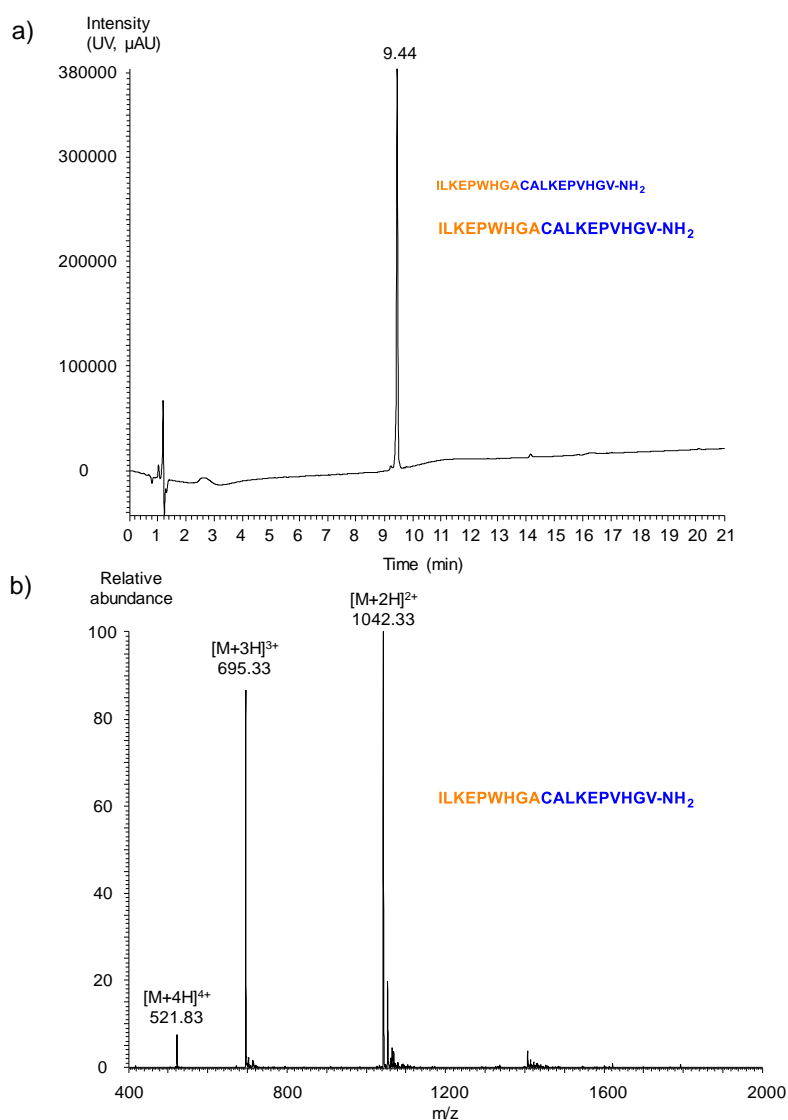 a)
Intensity
(UV, µAU)
9.44
380000
300000
200000
100000
0
ILKEPWHGACALKEPVHGV-NH₂
ILKEPWHGACALKEPVHGV-NH₂
0 1 2 3 4 5 6 7 8 9 10 11 12 13 14 15 16 17 18 19 20 21
Time (min)
b)
Relative
abundance
[M+2H]²⁺
1042.33
[M+3H]³⁺
695.33
[M+4H]⁴⁺
521.83
ILKEPWHGACALKEPVHGV-NH₂
100
80
60
40
20
0
400 800 1200 1600 2000
m/z